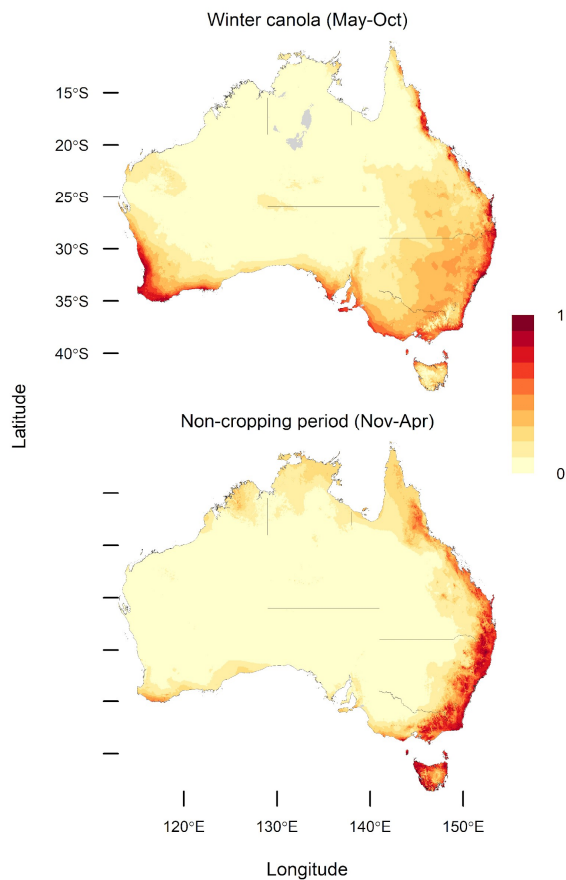 Winter canola (May-Oct)
15°S
20°S
25°S
30°S
35°S
40°S
1
0
Latitude
Non-cropping period (Nov-Apr)
120°E 130°E 140°E 150°E
Longitude